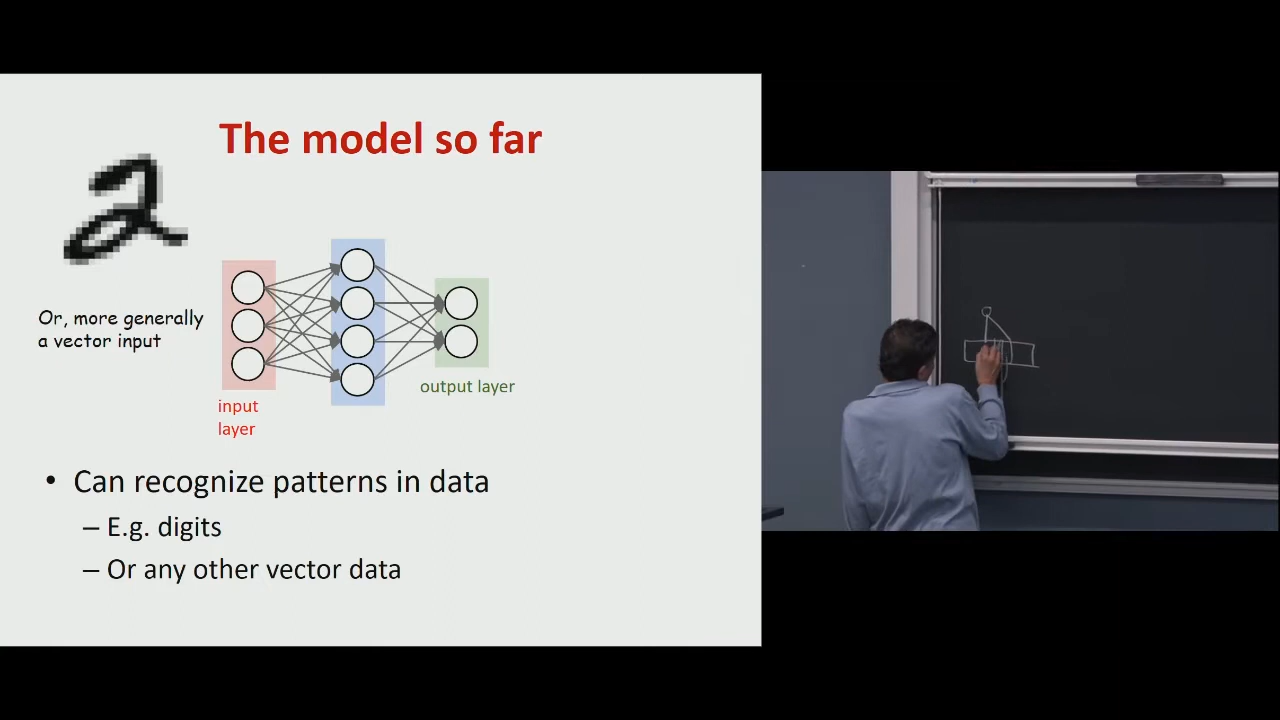 The model so far
2
Or, more generally
a vector input
input
layer
output layer
• Can recognize patterns in data
– E.g. digits
– Or any other vector data